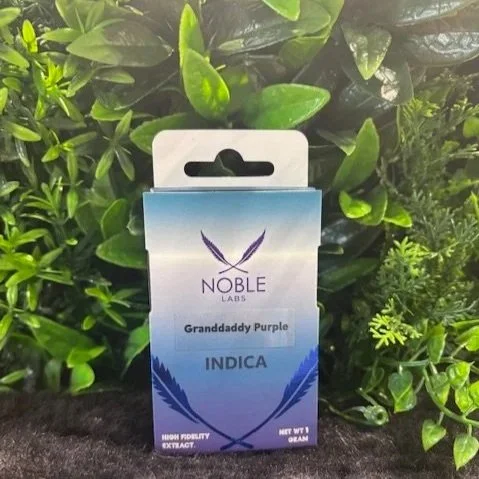 NOBLE
LABS
Granddaddy Purple
INDICA
HIGH FIDELITY
EXTRACT.
NET WT 1
GRAM